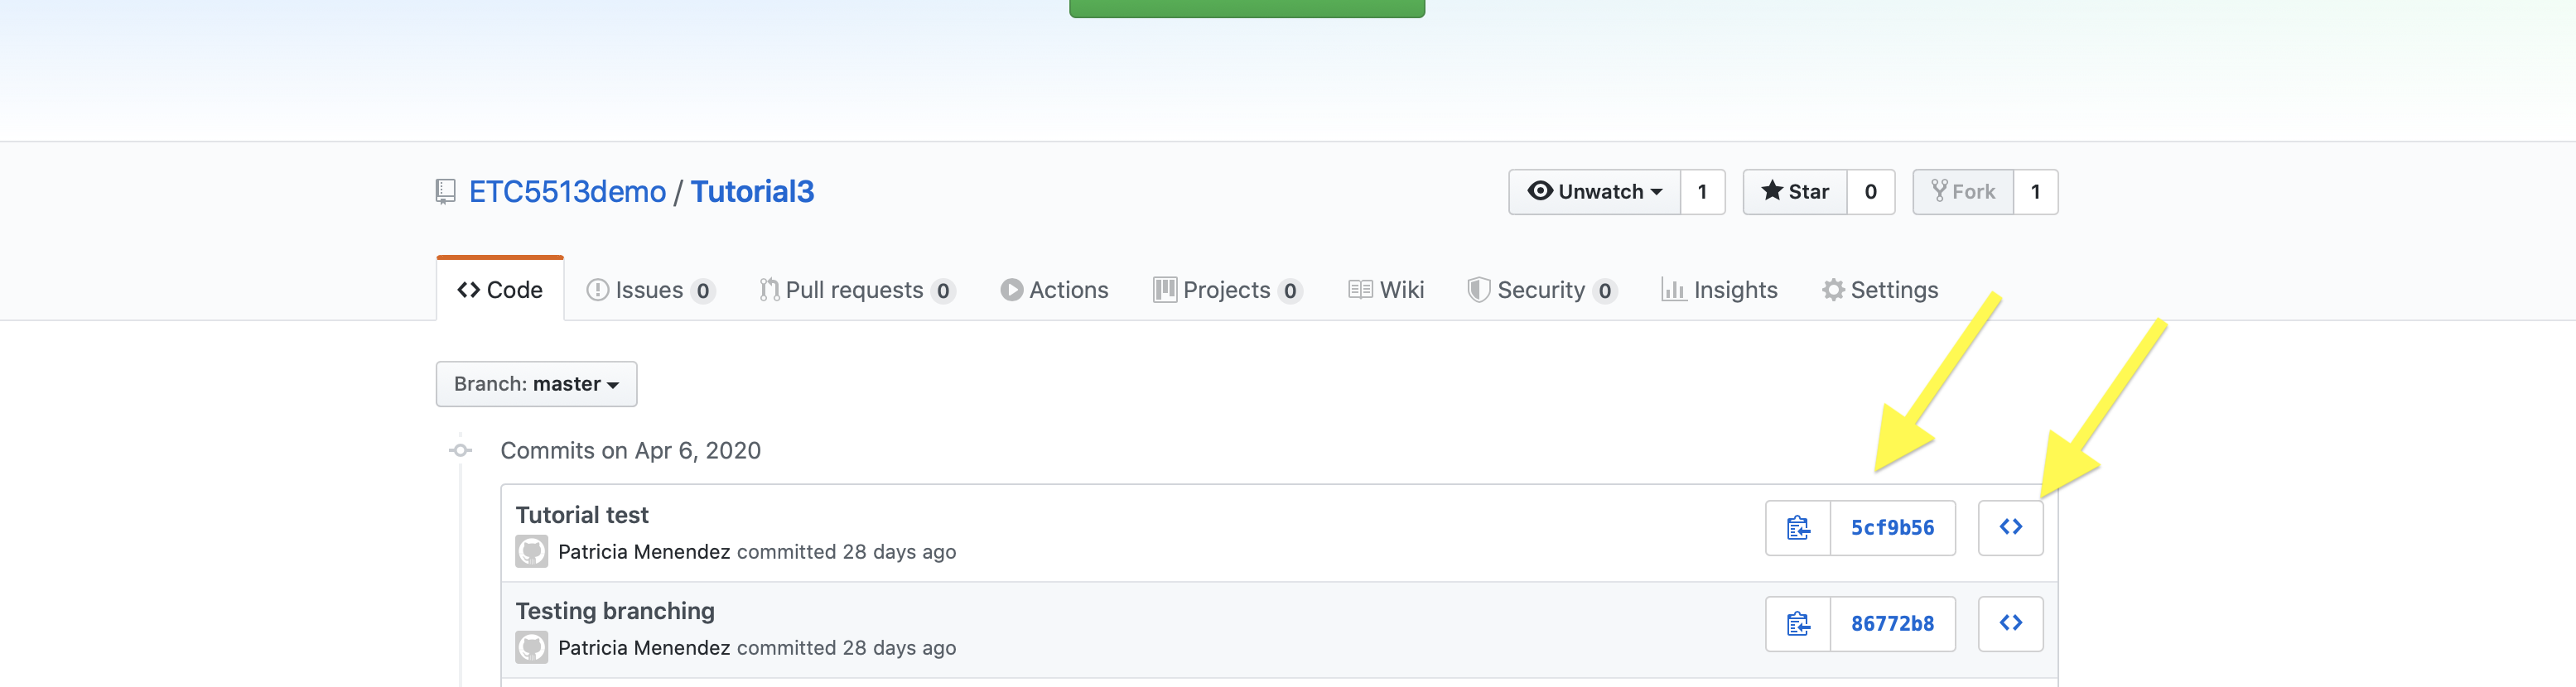 ETC5513demo / Tutorial3
Unwatch 1 Star 0 Fork 1
Code Issues 0 Pull requests 0 Actions Projects 0 Wiki Security 0 Insights Settings
Branch: master
Commits on Apr 6, 2020
Tutorial test
5cf9b56
Patricia Menendez committed 28 days ago
Testing branching
86772b8
Patricia Menendez committed 28 days ago